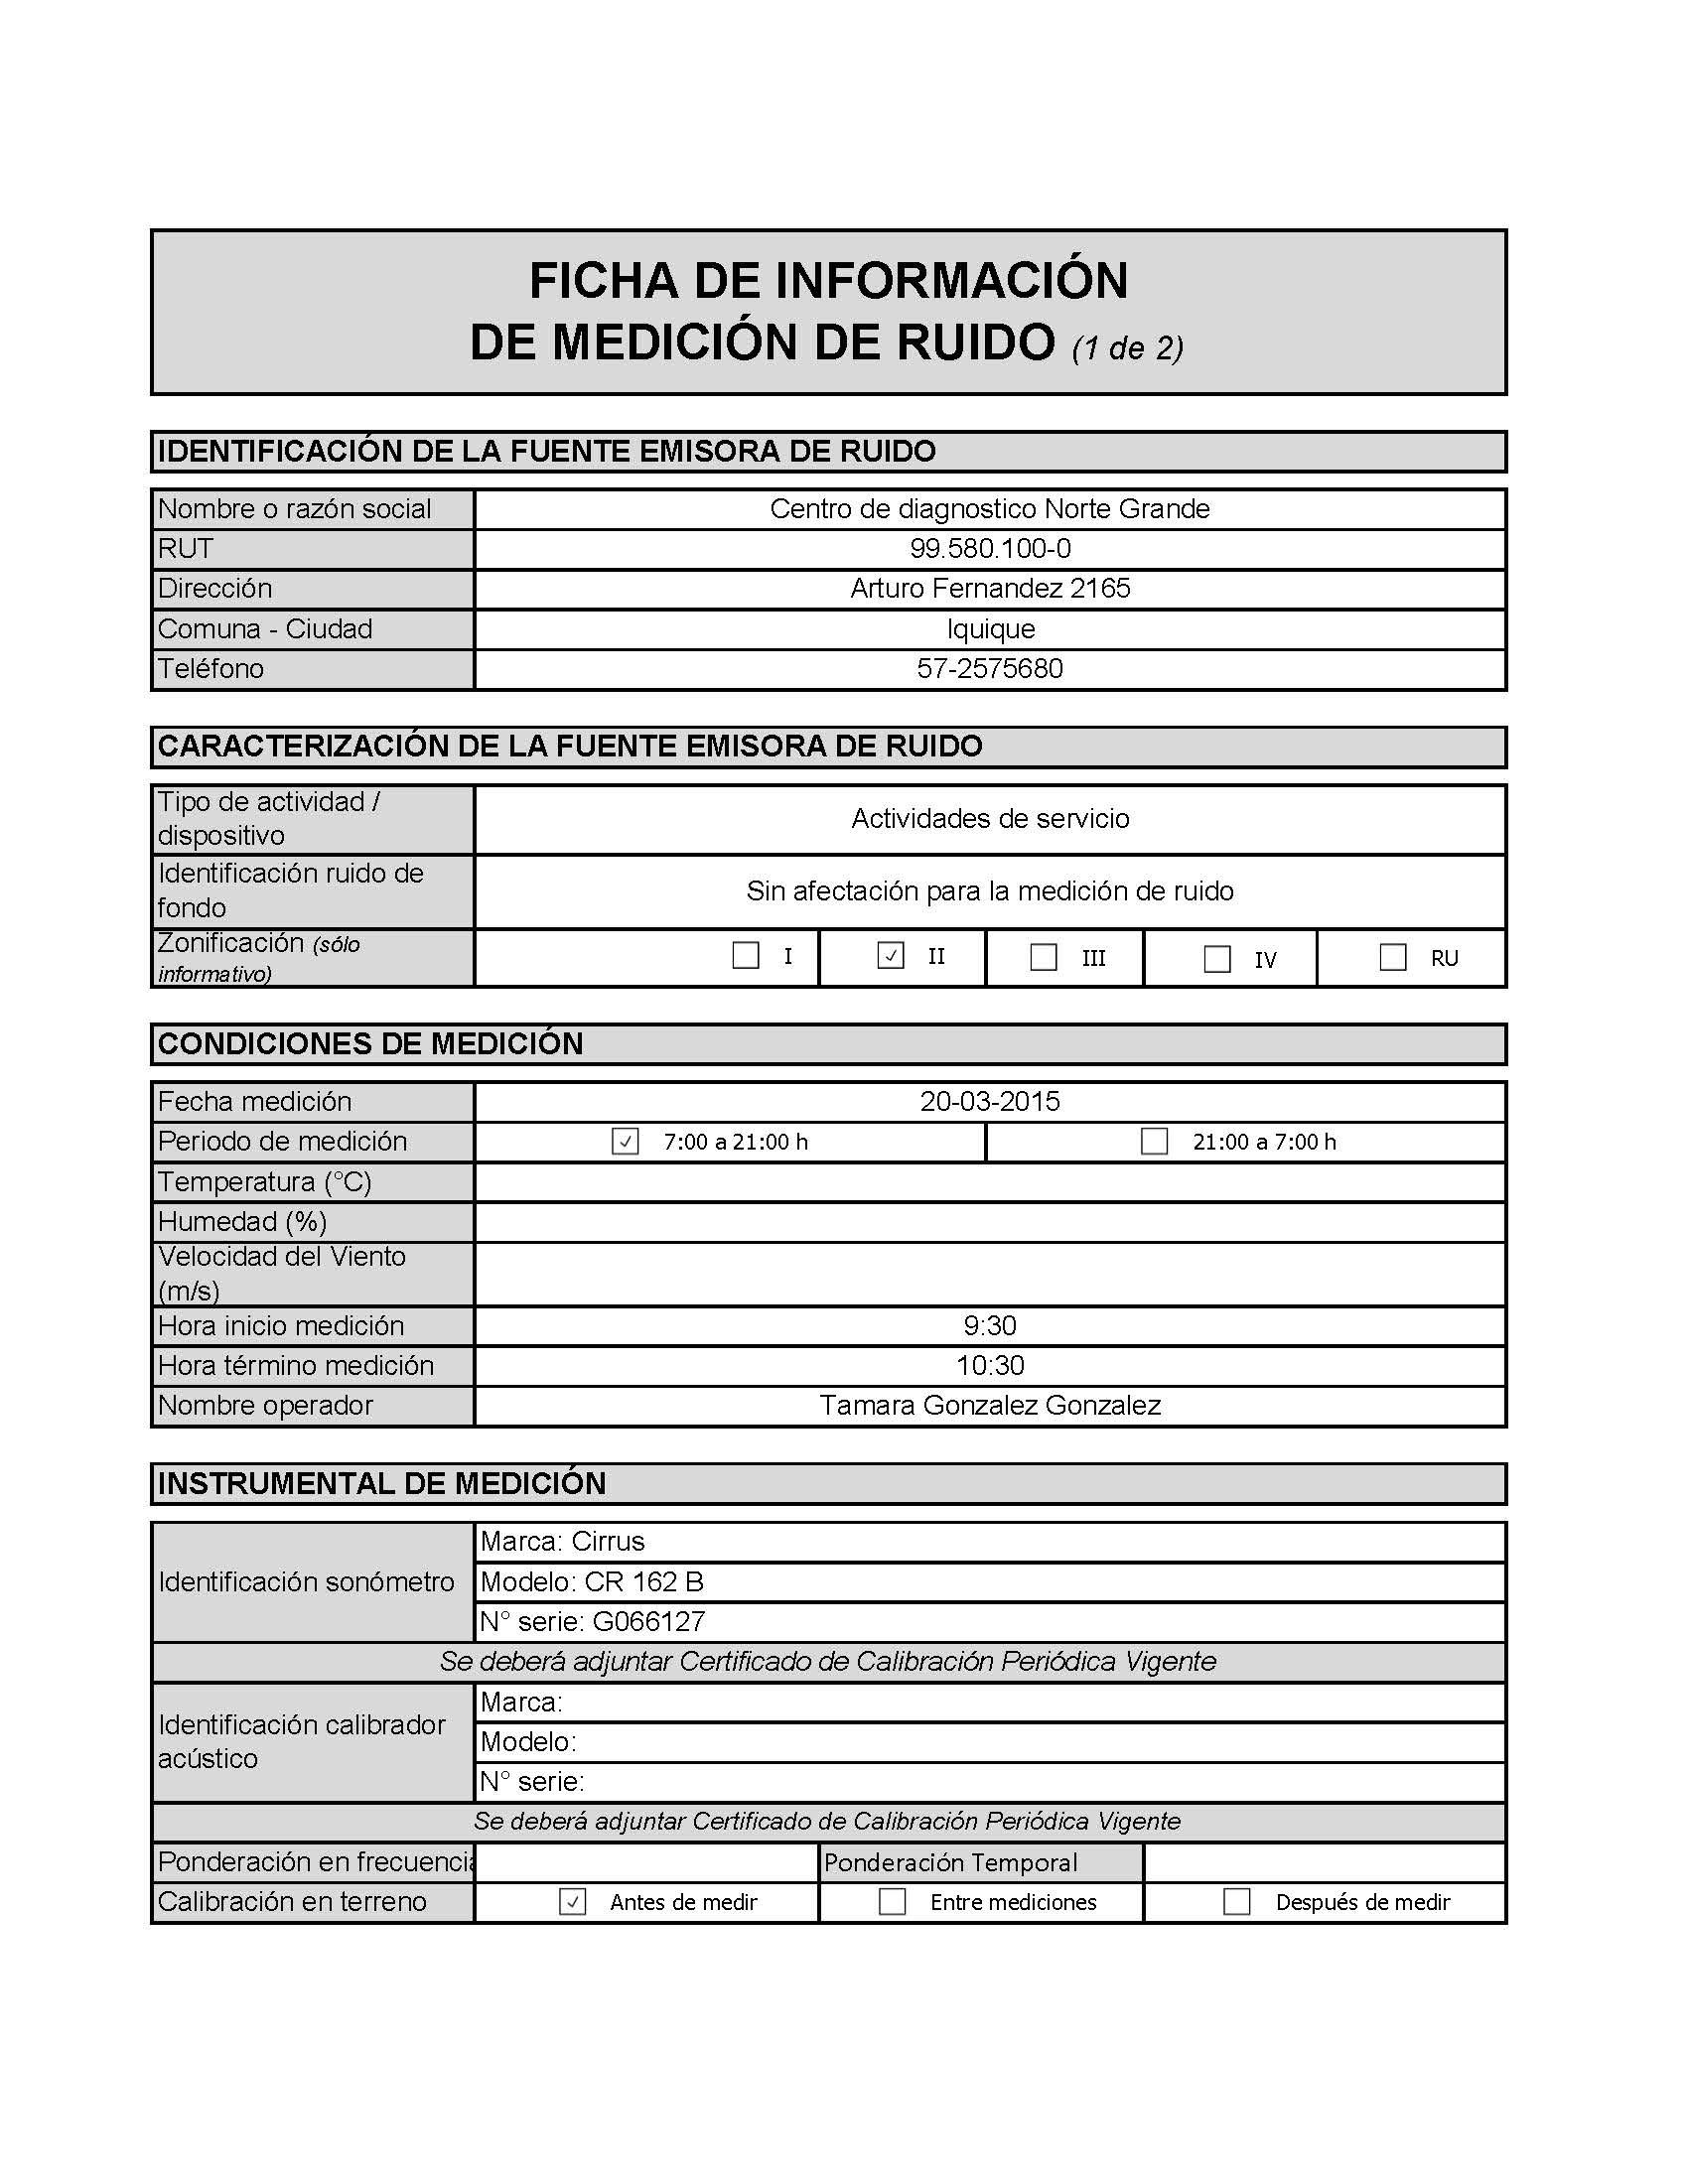 FICHA DE INFORMACIÓN
DE MEDICIÓN DE RUIDO (1 de 2)
IDENTIFICACIÓN DE LA FUENTE EMISORA DE RUIDO
Nombre o razón social Centro de diagnostico Norte Grande
RUT 99.580.100-0
Dirección Arturo Fernandez 2165
Comuna - Ciudad Iquique
Teléfono 57-2575680
CARACTERIZACIÓN DE LA FUENTE EMISORA DE RUIDO
Tipo de actividad /
dispositivo
Actividades de servicio
Identificación ruido de
fondo
Sin afectación para la medición de ruido
Zonificación (sólo
informativo)
☐ I ☑ II ☐ III ☐ IV ☐ RU
CONDICIONES DE MEDICIÓN
Fecha medición 20-03-2015
Periodo de medición ☑ 7:00 a 21:00 h ☐ 21:00 a 7:00 h
Temperatura (°C)
Humedad (%)
Velocidad del Viento
(m/s)
Hora inicio medición 9:30
Hora término medición 10:30
Nombre operador Tamara Gonzalez Gonzalez
INSTRUMENTAL DE MEDICIÓN
Identificación sonómetro
Marca: Cirrus
Modelo: CR 162 B
N° serie: G066127
Se deberá adjuntar Certificado de Calibración Periódica Vigente
Identificación calibrador
acústico
Marca:
Modelo:
N° serie:
Se deberá adjuntar Certificado de Calibración Periódica Vigente
Ponderación en frecuencia Ponderación Temporal
Calibración en terreno ☑ Antes de medir ☐ Entre mediciones ☐ Después de medir